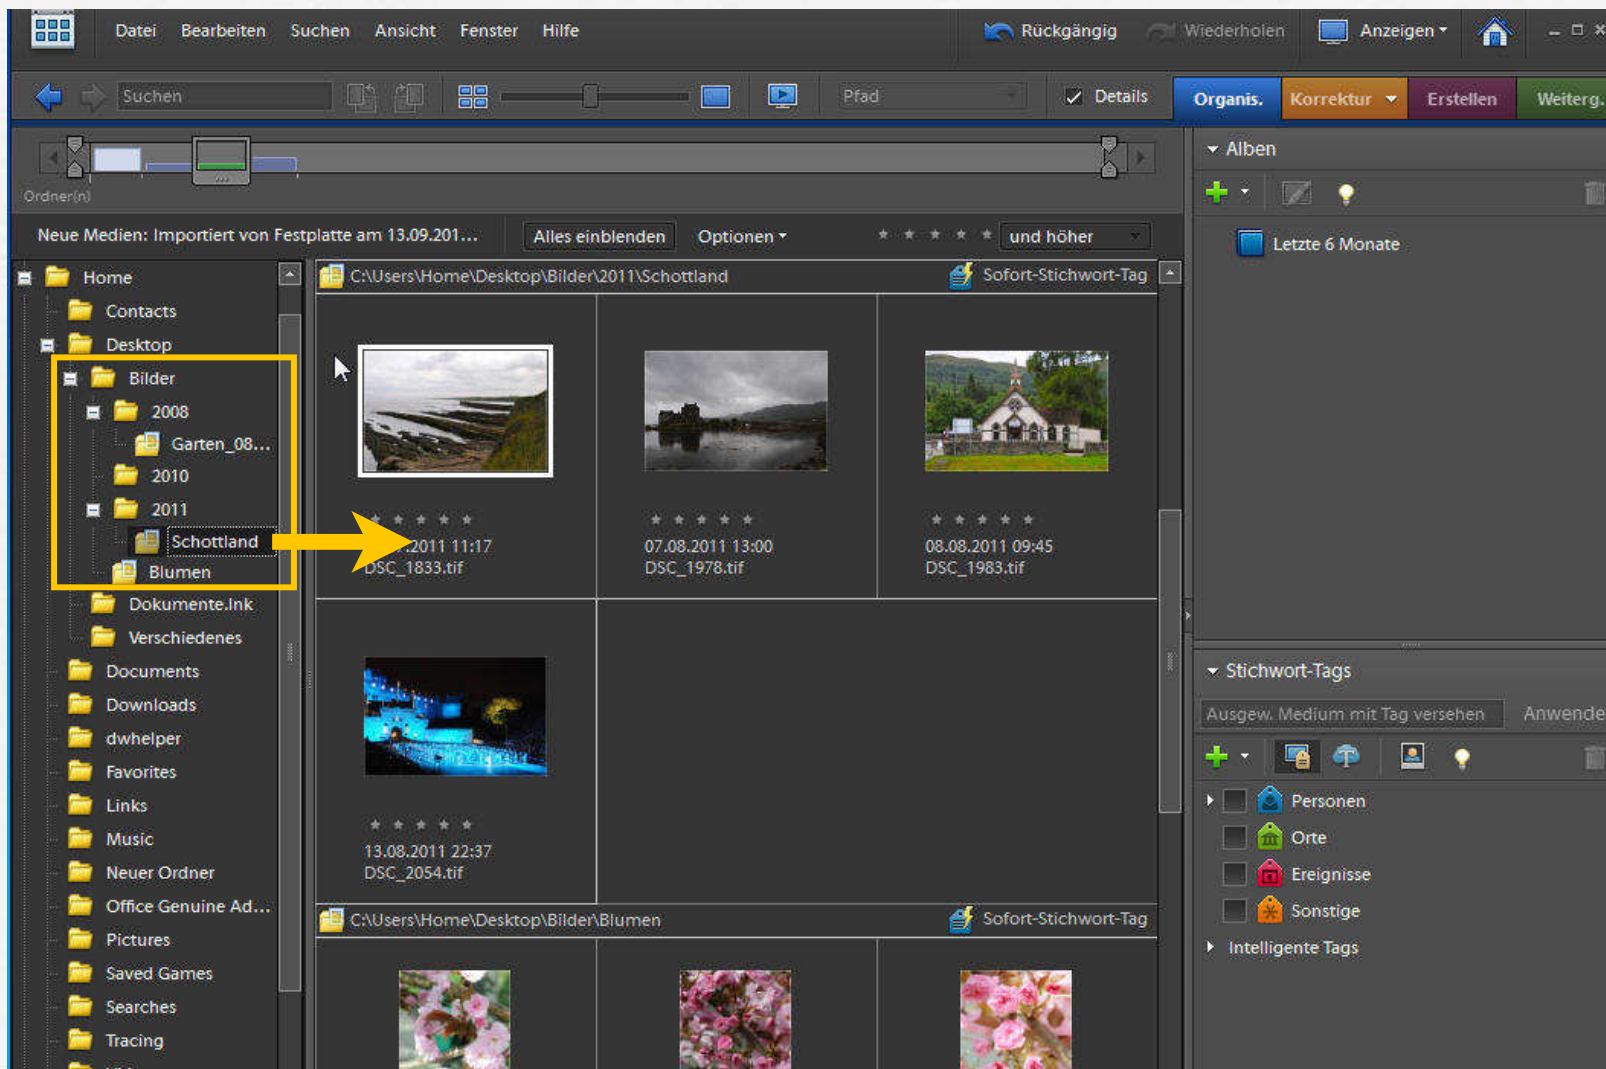 Datei Bearbeiten Suchen Ansicht Fenster Hilfe Rückgängig Wiederholen Anzeigen
Suchen Pfad Details Organis. Korrektur Erstellen Weiterg.
Ordner(n)
Neue Medien: Importiert von Festplatte am 13.09.201... Alles einblenden Optionen und höher
Home
Contacts
Desktop
Bilder
2008
Garten_08...
2010
2011
Schottland
Blumen
Dokumente.lnk
Verschiedenes
Documents
Downloads
dwhelper
Favorites
Links
Music
Neuer Ordner
Office Genuine Ad...
Pictures
Saved Games
Searches
Tracing
C:\Users\Home\Desktop\Bilder\2011\Schottland Sofort-Stichwort-Tag
2011 11:17
DSC_1833.tif
07.08.2011 13:00
DSC_1978.tif
08.08.2011 09:45
DSC_1983.tif
13.08.2011 22:37
DSC_2054.tif
C:\Users\Home\Desktop\Bilder\Blumen Sofort-Stichwort-Tag
Alben
Letzte 6 Monate
Stichwort-Tags
Ausgew. Medium mit Tag versehen Anwende
Personen
Orte
Ereignisse
Sonstige
Intelligente Tags